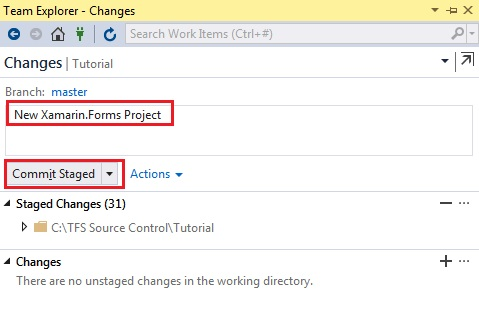 Team Explorer - Changes
Search Work Items (Ctrl+#)
Changes | Tutorial
Branch: master
New Xamarin.Forms Project
Commit Staged Actions
Staged Changes (31)
C:\TFS Source Control\Tutorial
Changes
There are no unstaged changes in the working directory.